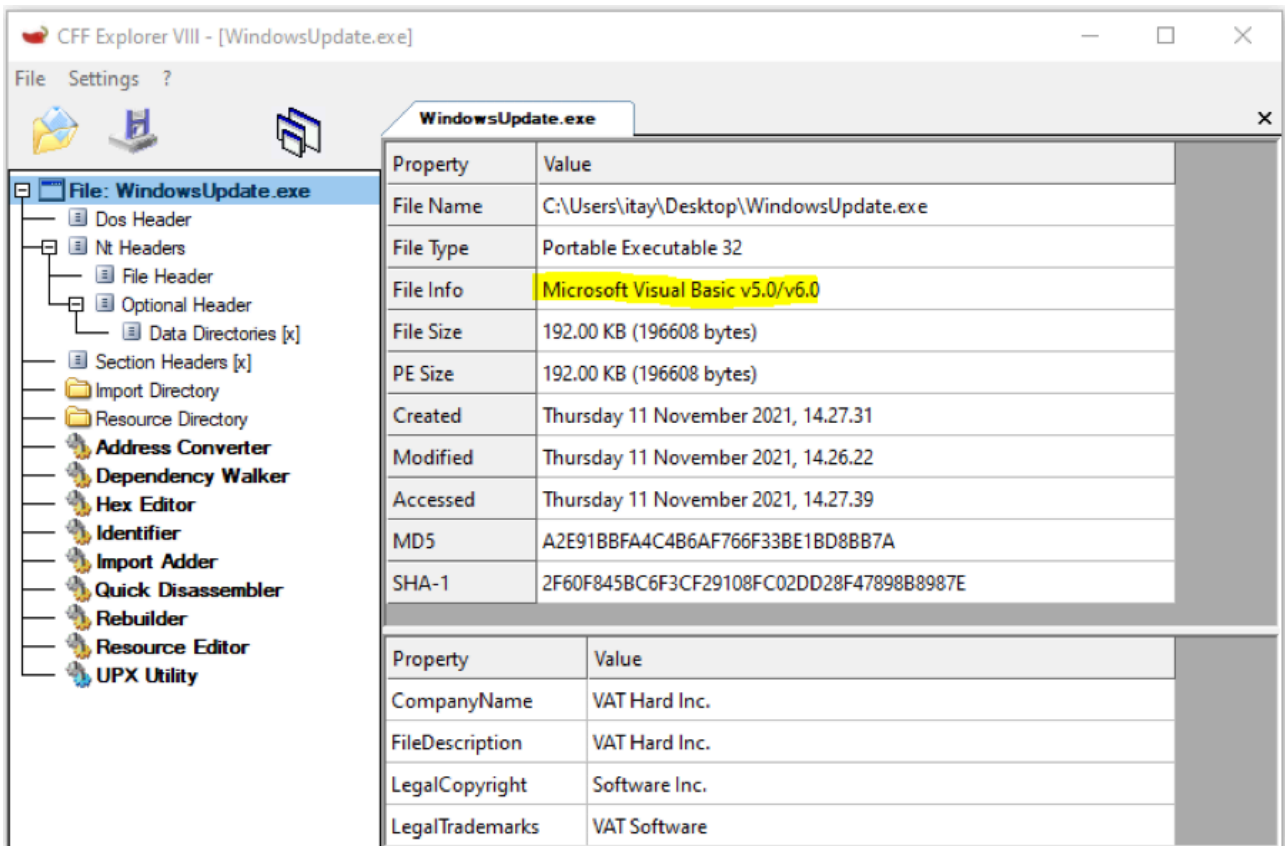 CFF Explorer VIII - [WindowsUpdate.exe]
File Settings ?
WindowsUpdate.exe
File: WindowsUpdate.exe
Dos Header
Nt Headers
File Header
Optional Header
Data Directories [x]
Section Headers [x]
Import Directory
Resource Directory
Address Converter
Dependency Walker
Hex Editor
Identifier
Import Adder
Quick Disassembler
Rebuilder
Resource Editor
UPX Utility
Property Value
File Name C:\Users\itay\Desktop\WindowsUpdate.exe
File Type Portable Executable 32
File Info Microsoft Visual Basic v5.0/v6.0
File Size 192.00 KB (196608 bytes)
PE Size 192.00 KB (196608 bytes)
Created Thursday 11 November 2021, 14.27.31
Modified Thursday 11 November 2021, 14.26.22
Accessed Thursday 11 November 2021, 14.27.39
MD5 A2E91BBFA4C4B6AF766F33BE1BD8BB7A
SHA-1 2F60F845BC6F3CF29108FC02DD28F47898B8987E
Property Value
CompanyName VAT Hard Inc.
FileDescription VAT Hard Inc.
LegalCopyright Software Inc.
LegalTrademarks VAT Software